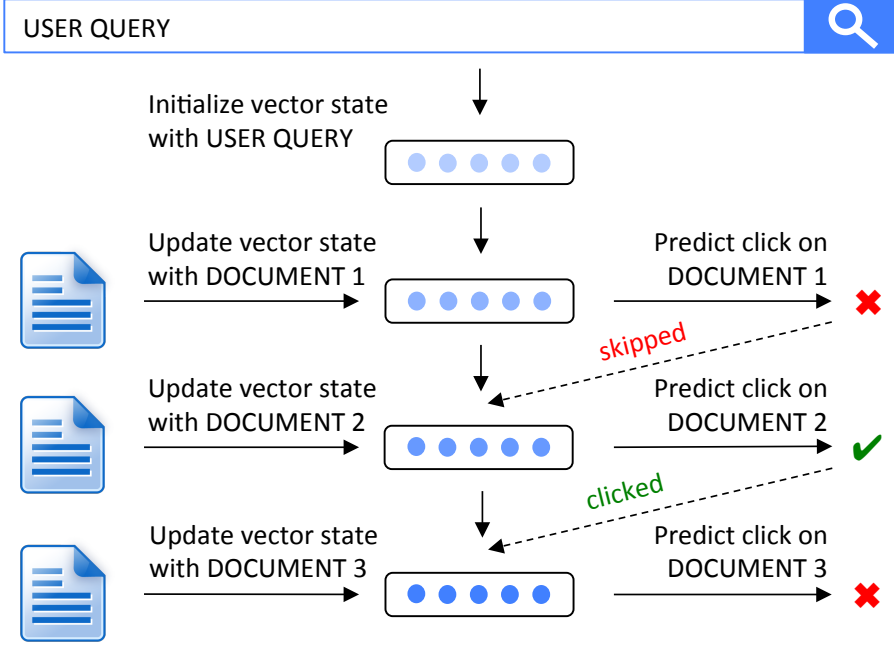 USER QUERY
Initialize vector state
with USER QUERY
Update vector state
with DOCUMENT 1
Predict click on
DOCUMENT 1
skipped
Update vector state
with DOCUMENT 2
Predict click on
DOCUMENT 2
clicked
Update vector state
with DOCUMENT 3
Predict click on
DOCUMENT 3